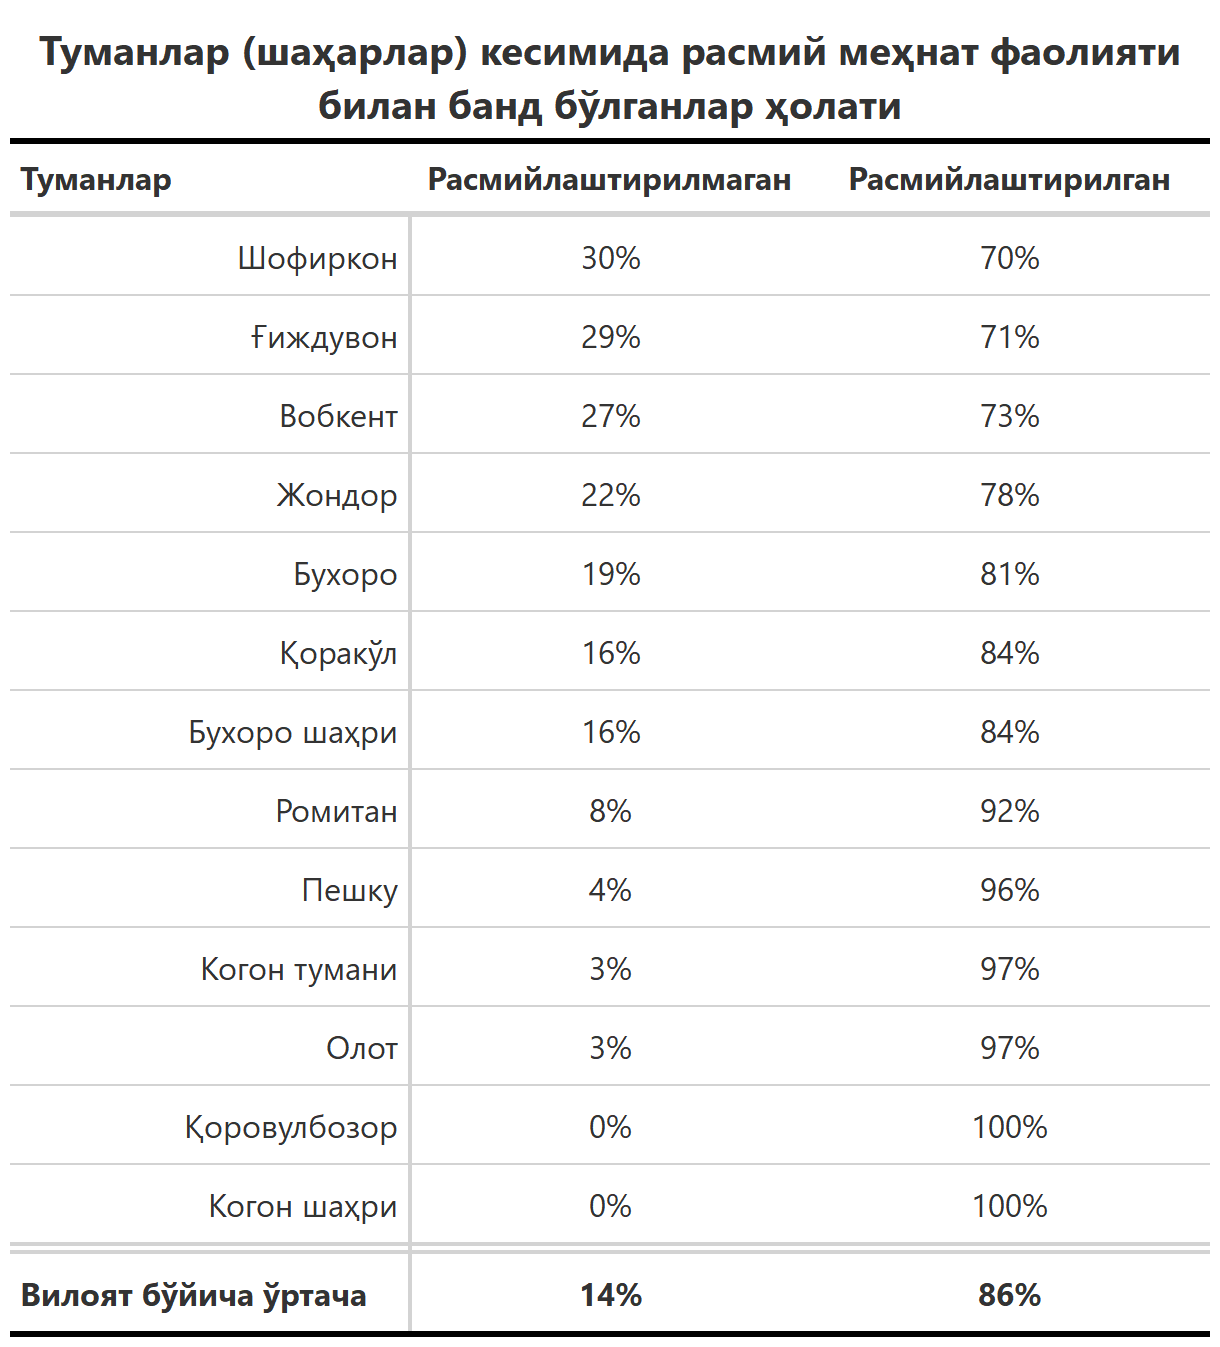 Туманлар (шаҳарлар) кесимида расмий меҳнат фаолияти
билан банд бўлганлар ҳолати
Туманлар Расмийлаштирилмаган Расмийлаштирилган
Шофиркон 30% 70%
Ғиждувон 29% 71%
Вобкент 27% 73%
Жондор 22% 78%
Бухоро 19% 81%
Қоракўл 16% 84%
Бухоро шаҳри 16% 84%
Ромитан 8% 92%
Пешку 4% 96%
Когон тумани 3% 97%
Олот 3% 97%
Қоровулбозор 0% 100%
Когон шаҳри 0% 100%
Вилоят бўйича ўртача 14% 86%